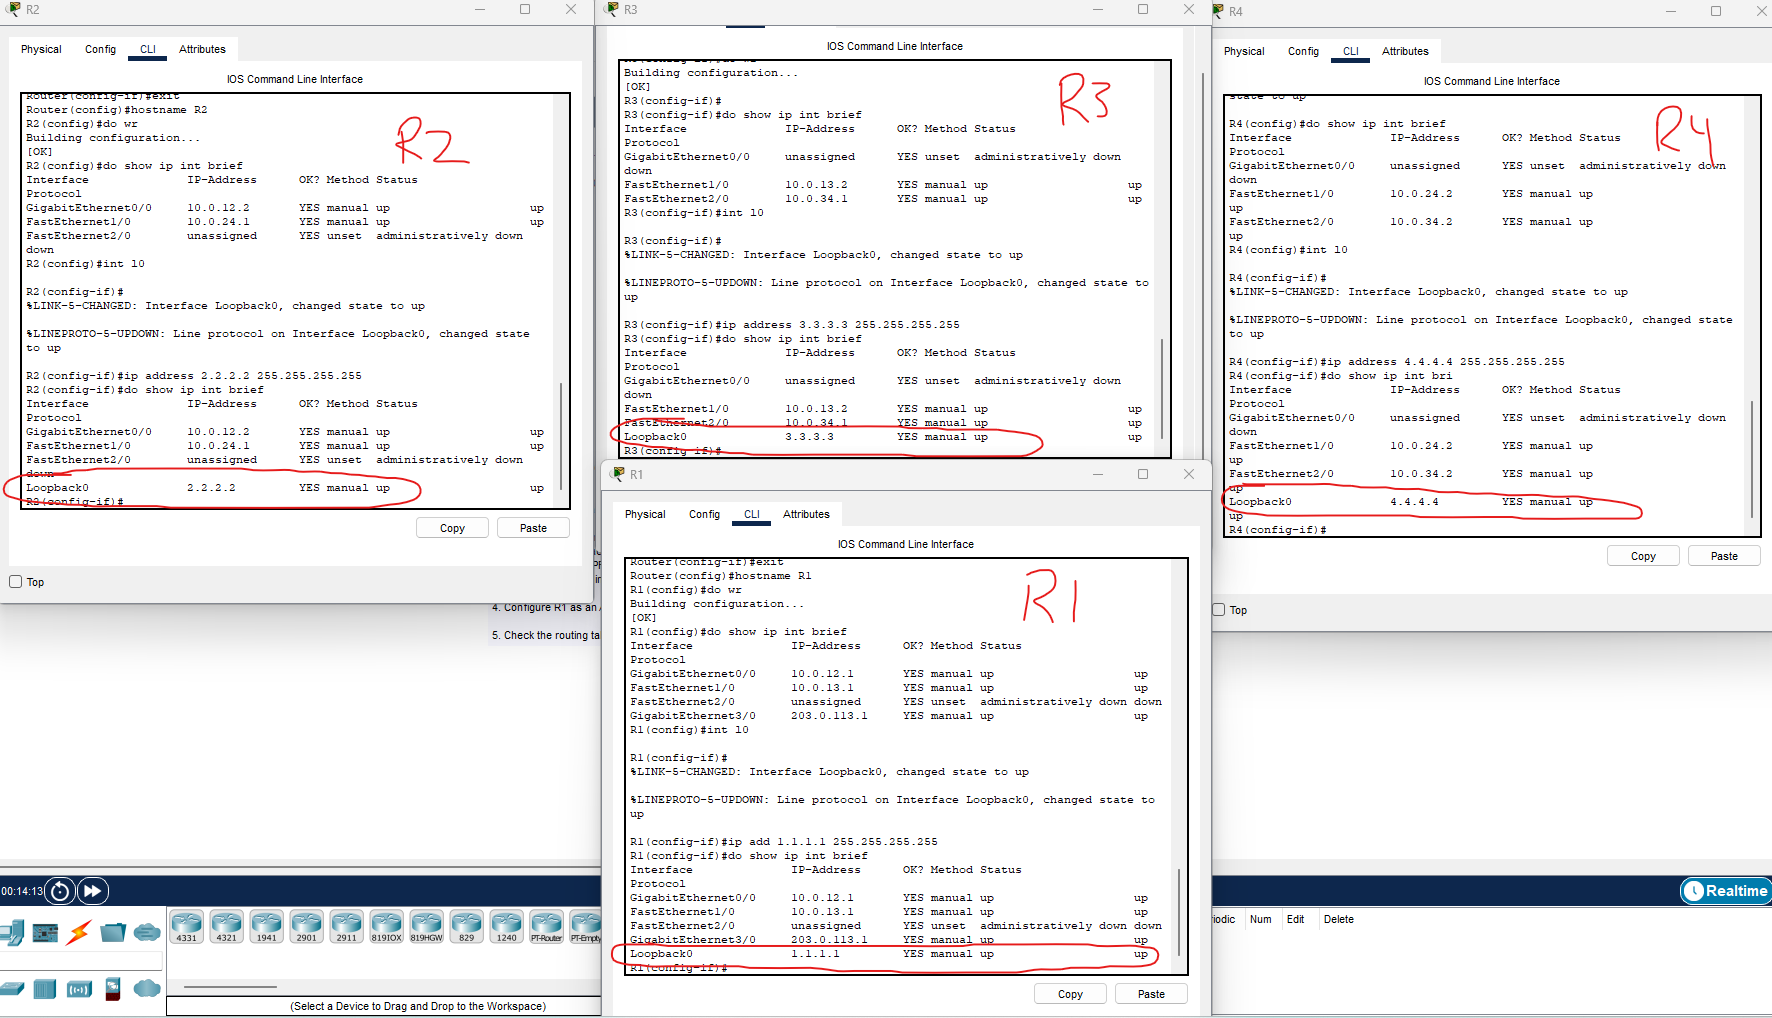 R2
Physical Config CLI Attributes
IOS Command Line Interface
Router(config-if)#exit
Router(config)#hostname R2
R2(config)#do wr
Building configuration...
[OK]
R2(config)#do show ip int brief
Interface IP-Address OK? Method Status
Protocol
GigabitEthernet0/0 10.0.12.2 YES manual up up
FastEthernet1/0 10.0.24.1 YES manual up up
FastEthernet2/0 unassigned YES unset administratively down
down
R2(config)#int l0
R2(config-if)#
%LINK-5-CHANGED: Interface Loopback0, changed state to up
%LINEPROTO-5-UPDOWN: Line protocol on Interface Loopback0, changed state
to up
R2(config-if)#ip address 2.2.2.2 255.255.255.255
R2(config-if)#do show ip int brief
Interface IP-Address OK? Method Status
Protocol
GigabitEthernet0/0 10.0.12.2 YES manual up up
FastEthernet1/0 10.0.24.1 YES manual up up
FastEthernet2/0 unassigned YES unset administratively down
down
Loopback0 2.2.2.2 YES manual up up
R2(config-if)#
R2
Copy Paste
Top
R3
IOS Command Line Interface
Building configuration...
[OK]
R3(config-if)#
R3(config-if)#do show ip int brief
Interface IP-Address OK? Method Status
Protocol
GigabitEthernet0/0 unassigned YES unset administratively down
down
FastEthernet1/0 10.0.13.2 YES manual up up
FastEthernet2/0 10.0.34.1 YES manual up up
R3(config-if)#int l0
R3(config-if)#
%LINK-5-CHANGED: Interface Loopback0, changed state to up
%LINEPROTO-5-UPDOWN: Line protocol on Interface Loopback0, changed state to
up
R3(config-if)#ip address 3.3.3.3 255.255.255.255
R3(config-if)#do show ip int brief
Interface IP-Address OK? Method Status
Protocol
GigabitEthernet0/0 unassigned YES unset administratively down
down
FastEthernet1/0 10.0.13.2 YES manual up up
FastEthernet2/0 10.0.34.1 YES manual up up
Loopback0 3.3.3.3 YES manual up up
R3(config-if)#
R3
R4
Physical Config CLI Attributes
IOS Command Line Interface
state to up
R4(config)#do show ip int brief
Interface IP-Address OK? Method Status
Protocol
GigabitEthernet0/0 unassigned YES unset administratively down
down
FastEthernet1/0 10.0.24.2 YES manual up
up
FastEthernet2/0 10.0.34.2 YES manual up
up
R4(config)#int l0
R4(config-if)#
%LINK-5-CHANGED: Interface Loopback0, changed state to up
%LINEPROTO-5-UPDOWN: Line protocol on Interface Loopback0, changed state
to up
R4(config-if)#ip address 4.4.4.4 255.255.255.255
R4(config-if)#do show ip int bri
Interface IP-Address OK? Method Status
Protocol
GigabitEthernet0/0 unassigned YES unset administratively down
down
FastEthernet1/0 10.0.24.2 YES manual up
up
FastEthernet2/0 10.0.34.2 YES manual up
up
Loopback0 4.4.4.4 YES manual up
up
R4(config-if)#
R4
Copy Paste
Top
R1
Physical Config CLI Attributes
IOS Command Line Interface
Router(config-if)#exit
Router(config)#hostname R1
R1(config)#do wr
Building configuration...
[OK]
R1(config)#do show ip int brief
Interface IP-Address OK? Method Status
Protocol
GigabitEthernet0/0 10.0.12.1 YES manual up up
FastEthernet1/0 10.0.13.1 YES manual up up
FastEthernet2/0 unassigned YES unset administratively down down
GigabitEthernet3/0 203.0.113.1 YES manual up up
R1(config)#int l0
R1(config-if)#
%LINK-5-CHANGED: Interface Loopback0, changed state to up
%LINEPROTO-5-UPDOWN: Line protocol on Interface Loopback0, changed state to
up
R1(config-if)#ip add 1.1.1.1 255.255.255.255
R1(config-if)#do show ip int brief
Interface IP-Address OK? Method Status
Protocol
GigabitEthernet0/0 10.0.12.1 YES manual up up
FastEthernet1/0 10.0.13.1 YES manual up up
FastEthernet2/0 unassigned YES unset administratively down down
GigabitEthernet3/0 203.0.113.1 YES manual up up
Loopback0 1.1.1.1 YES manual up up
R1(config-if)#
R1
Copy Paste
4. Configure R1 as an
5. Check the routing ta
00:14:13
Realtime
4331 4321 1941 2901 2911 819IOX 819HGW 829 1240 PT-Router PT-Empty
(Select a Device to Drag and Drop to the Workspace)
riodic Num Edit Delete